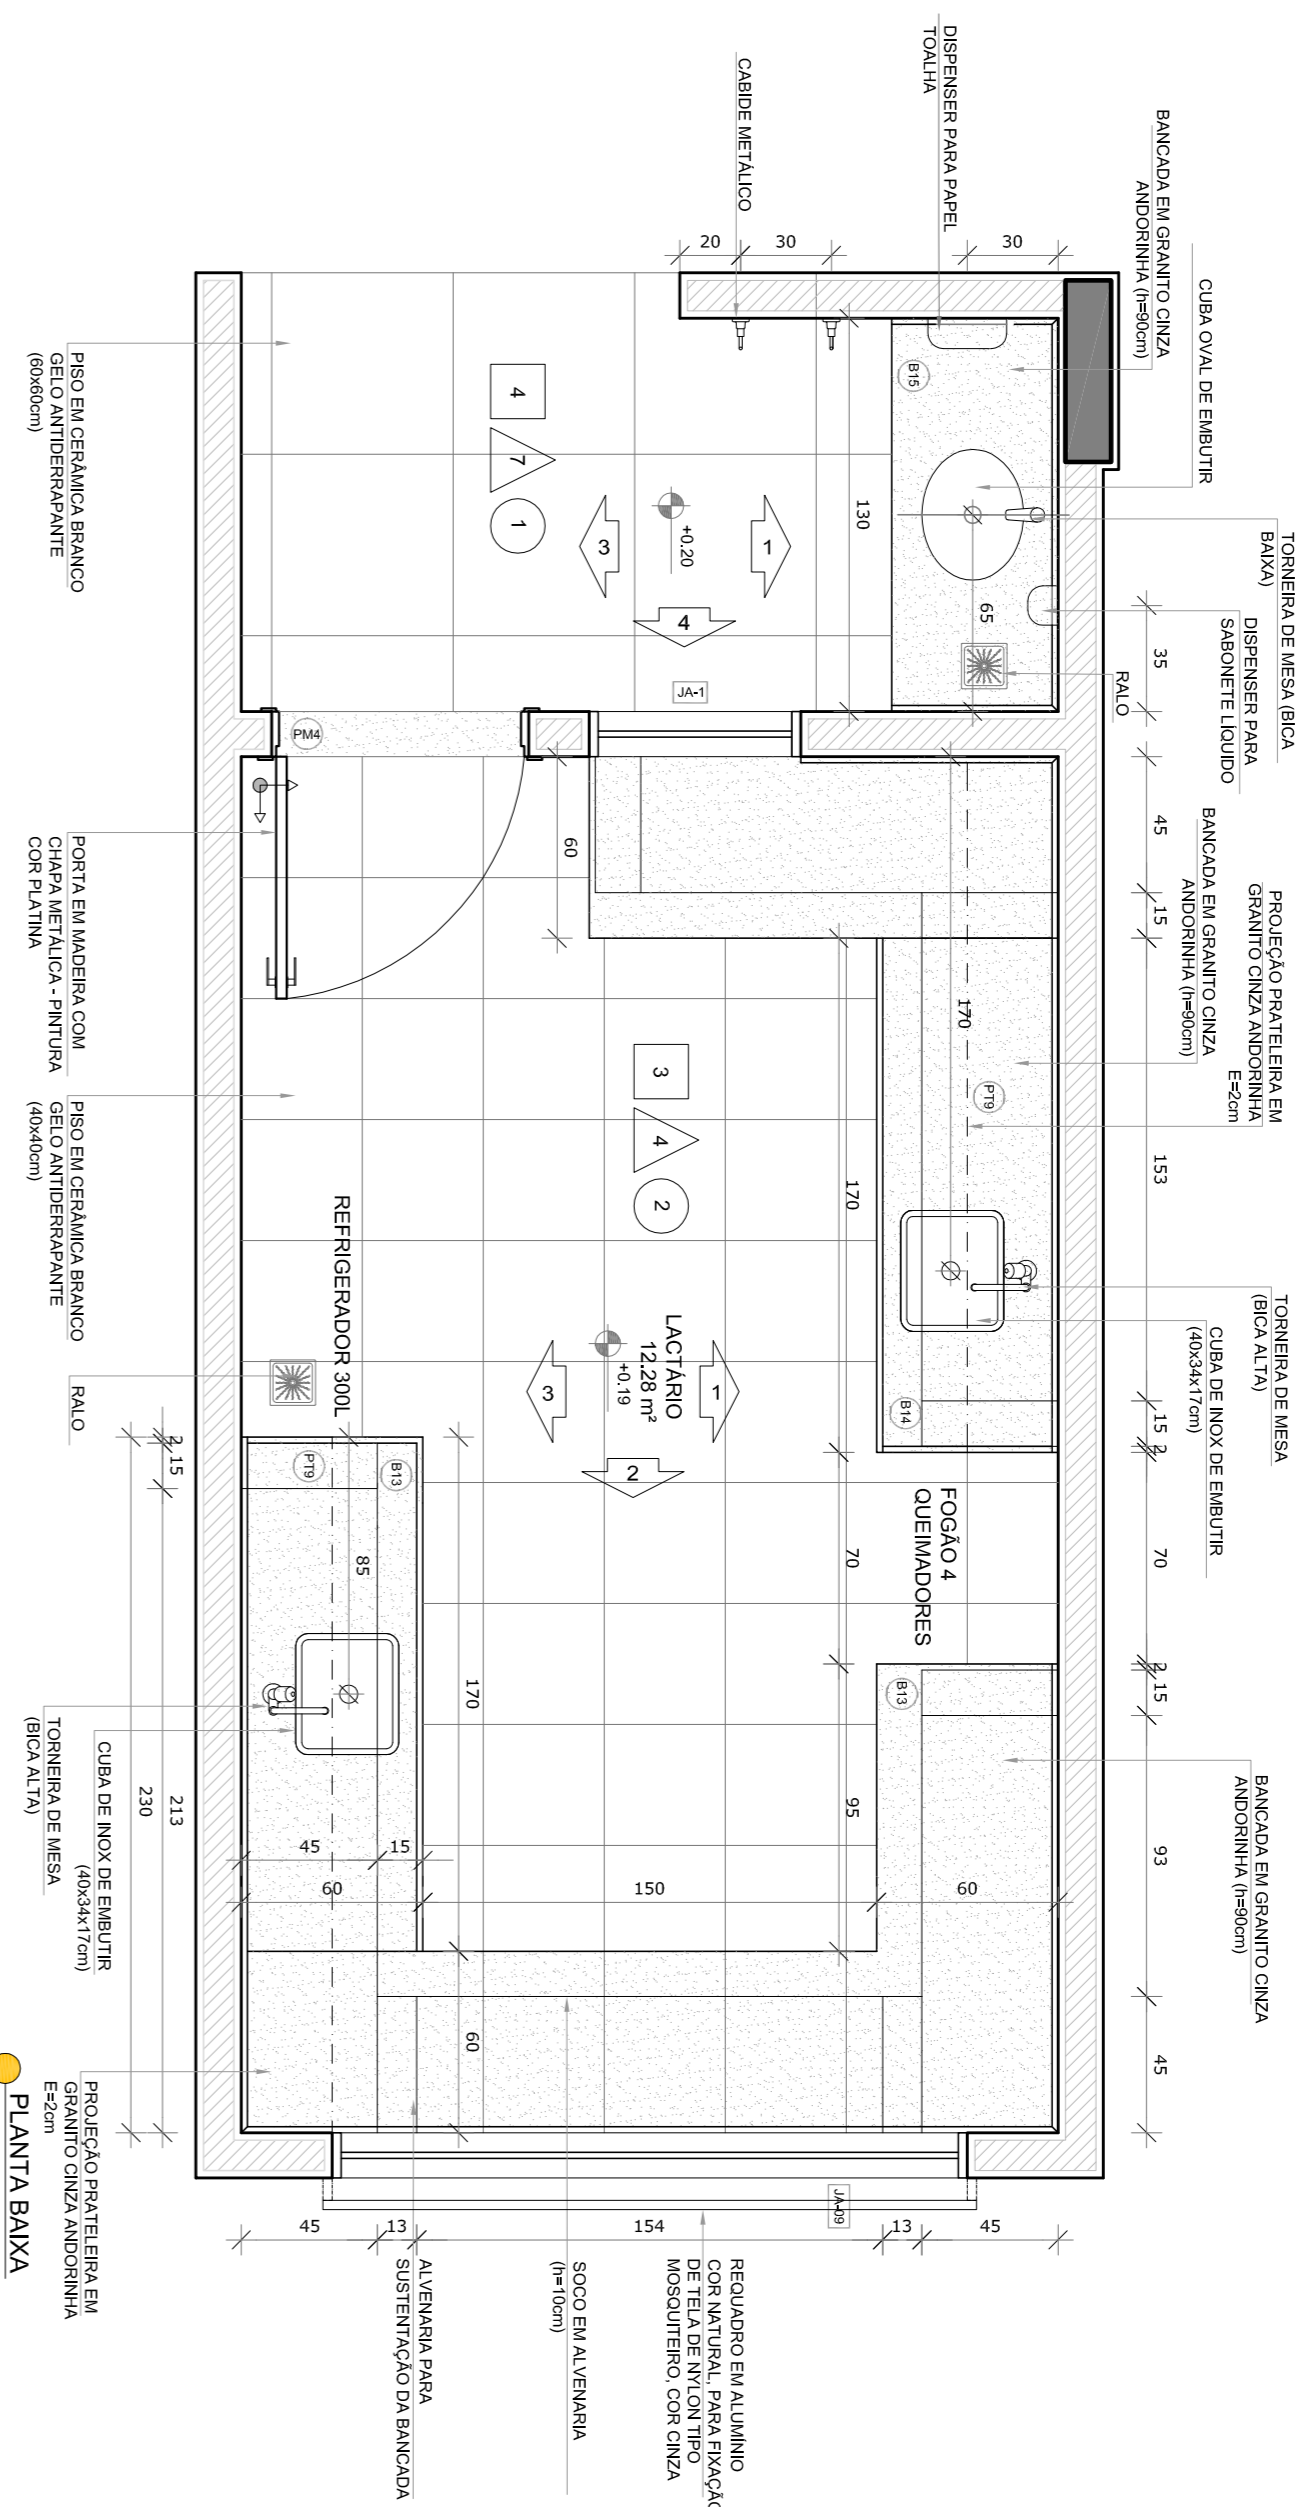 BANCADA EM GRANITO CINZA
ANDORINHA (h=90cm)
CUBA OVAL DE EMBUTIR
TORNEIRA DE MESA (BICA
BAIXA)
DISPENSER PARA
SABONETE LÍQUIDO
RALO
BANCADA EM GRANITO CINZA
ANDORINHA (h=90cm)
PROJEÇÃO PRATELEIRA EM
GRANITO CINZA ANDORINHA
E=2cm
TORNEIRA DE MESA
(BICA ALTA)
CUBA DE INOX DE EMBUTIR
(40x34x17cm)
BANCADA EM GRANITO CINZA
ANDORINHA (h=90cm)
35
45
15
153
15
2
70
2
15
93
45
DISPENSER PARA PAPEL
TOALHA
CABIDE METÁLICO
30
30
20
B15
65
130
1
+0.20
3
4
4
7
1
JA-1
PM4
60
170
PT9
B14
170
3
4
2
LACTÁRIO
12.28 m²
+0.19
1
3
2
REFRIGERADOR 300L
FOGÃO 4
QUEIMADORES
70
B13
95
PT9
B13
85
170
45
15
60
150
60
60
JA-09
45
13
154
13
45
REQUADRO EM ALUMÍNIO
COR NATURAL, PARA FIXAÇÃO
DE TELA DE NYLON TIPO
MOSQUITEIRO, COR CINZA
SOCO EM ALVENARIA
(h=10cm)
ALVENARIA PARA
SUSTENTAÇÃO DA BANCADA
2
15
213
230
PISO EM CERÂMICA BRANCO
GELO ANTIDERRAPANTE
(60x60cm)
PORTA EM MADEIRA COM
CHAPA METÁLICA - PINTURA
COR PLATINA
PISO EM CERÂMICA BRANCO
GELO ANTIDERRAPANTE
(40x40cm)
RALO
TORNEIRA DE MESA
(BICA ALTA)
CUBA DE INOX DE EMBUTIR
(40x34x17cm)
PROJEÇÃO PRATELEIRA EM
GRANITO CINZA ANDORINHA
E=2cm
PLANTA BAIXA